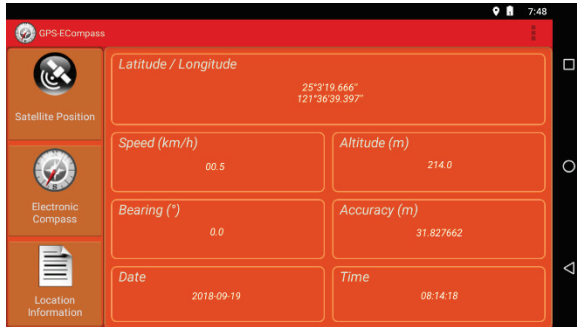 7:48
GPS-ECompass
Satellite Position
Electronic
Compass
Location
Information
Latitude / Longitude
25°3'19.666"
121°36'39.397"
Speed (km/h)
00.5
Altitude (m)
214.0
Bearing (°)
0.0
Accuracy (m)
31.827662
Date
2018-09-19
Time
08:14:18